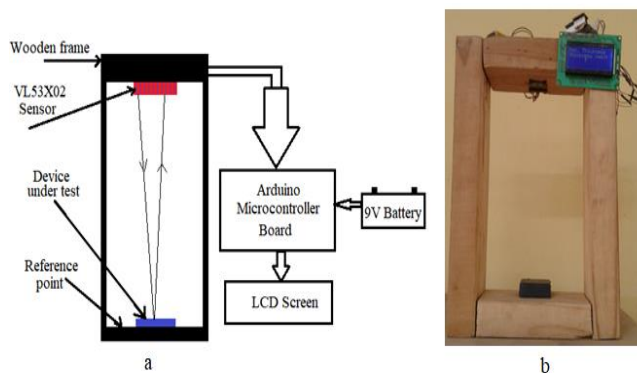 Wooden frame
VL53X02
Sensor
Device
under test
Reference
point
Arduino
Microcontroller
Board
9V Battery
LCD Screen
a
b